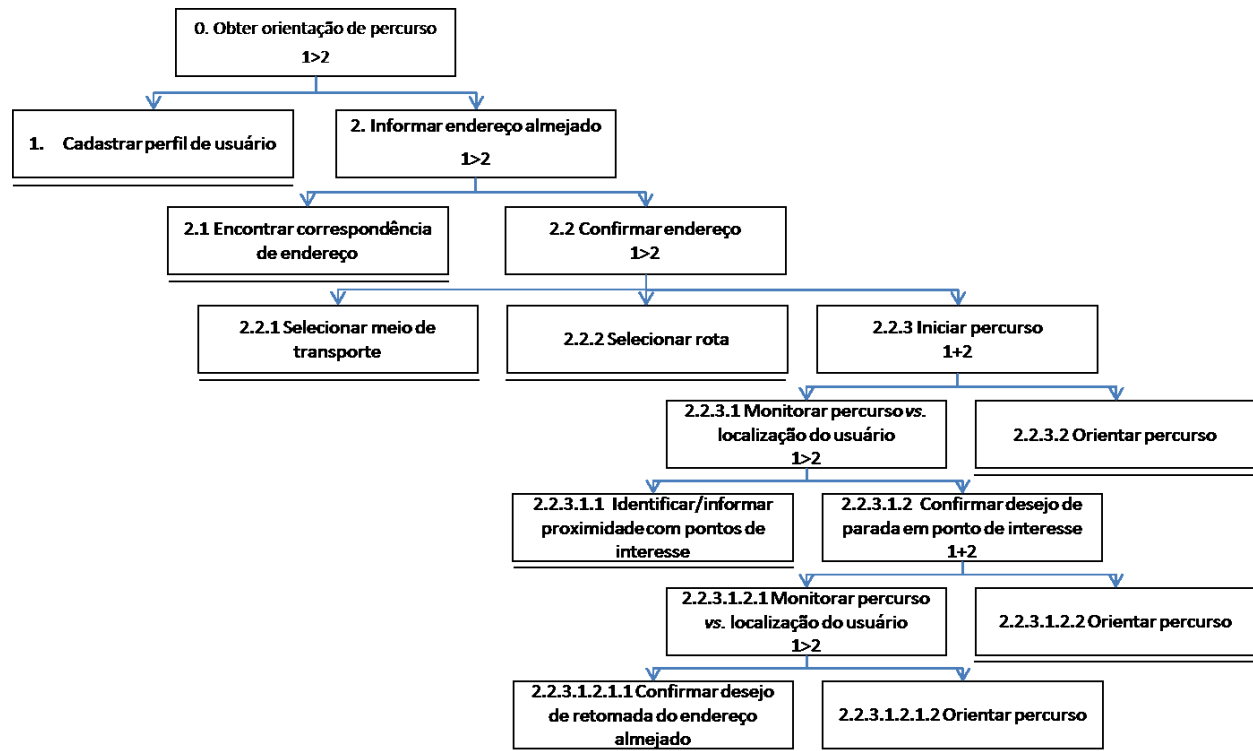 0. Obter orientação de percurso
1>2
1. Cadastrar perfil de usuário
2. Informar endereço almejado
1>2
2.1 Encontrar correspondência
de endereço
2.2 Confirmar endereço
1>2
2.2.1 Selecionar meio de
transporte
2.2.2 Selecionar rota
2.2.3 Iniciar percurso
1+2
2.2.3.1 Monitorar percurso vs.
localização do usuário
1>2
2.2.3.2 Orientar percurso
2.2.3.1.1 Identificar/informar
proximidade com pontos de
interesse
2.2.3.1.2 Confirmar desejo de
parada em ponto de interesse
1+2
2.2.3.1.2.1 Monitorar percurso
vs. localização do usuário
1>2
2.2.3.1.2.2 Orientar percurso
2.2.3.1.2.1.1 Confirmar desejo
de retomada do endereço
almejado
2.2.3.1.2.1.2 Orientar percurso